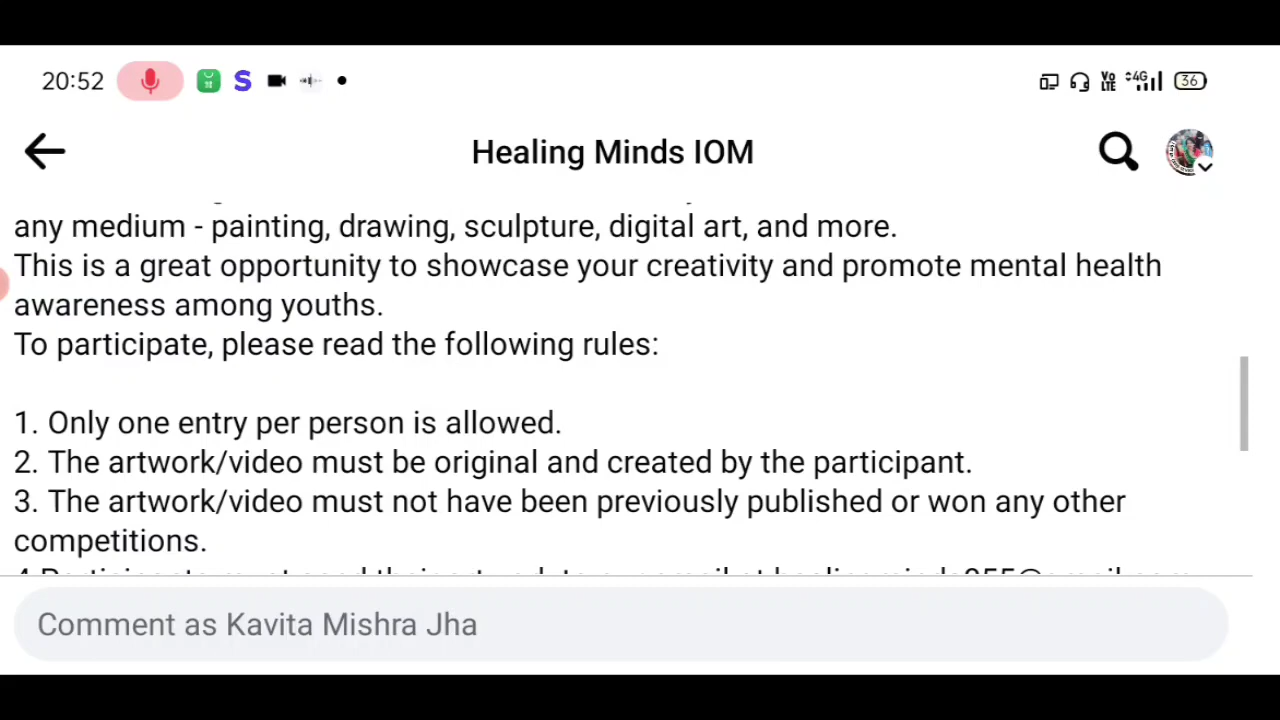 20:52
S
Vo LTE 4G 36
Healing Minds IOM
any medium - painting, drawing, sculpture, digital art, and more.
This is a great opportunity to showcase your creativity and promote mental health
awareness among youths.
To participate, please read the following rules:
1. Only one entry per person is allowed.
2. The artwork/video must be original and created by the participant.
3. The artwork/video must not have been previously published or won any other
competitions.
Comment as Kavita Mishra Jha